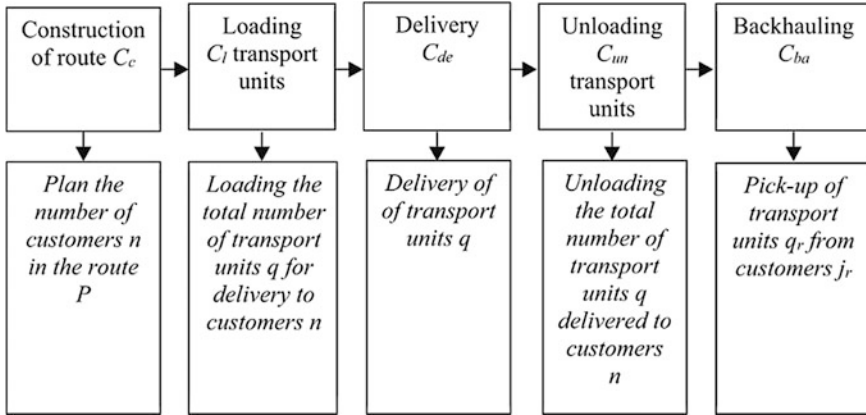 Construction
of route Cc
Loading
Cl transport
units
Delivery
Cde
Unloading
Cun
transport
units
Backhauling
Cba
Plan the
number of
customers n
in the route
P
Loading the
total number
of transport
units q for
delivery to
customers n
Delivery of
of transport
units q
Unloading
the total
number of
transport
units q
delivered to
customers
n
Pick-up of
transport
units qr from
customers jr